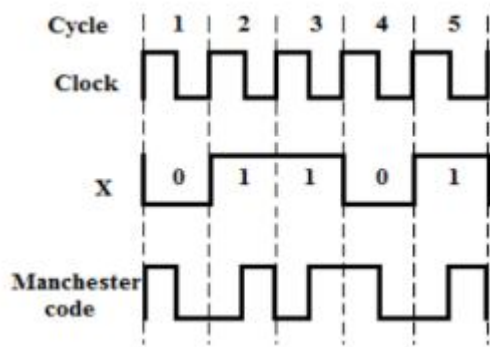 Cycle 1 2 3 4 5
Clock
X 0 1 1 0 1
Manchester
code